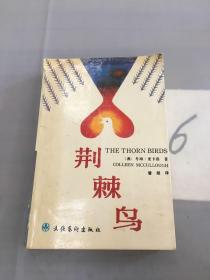 THE THORN BIRDS
(澳) 考琳·麦卡洛 著
COLLEEN MCCULLOUGH
曾胡 译
荆
棘
鸟
文化艺术出版社
6